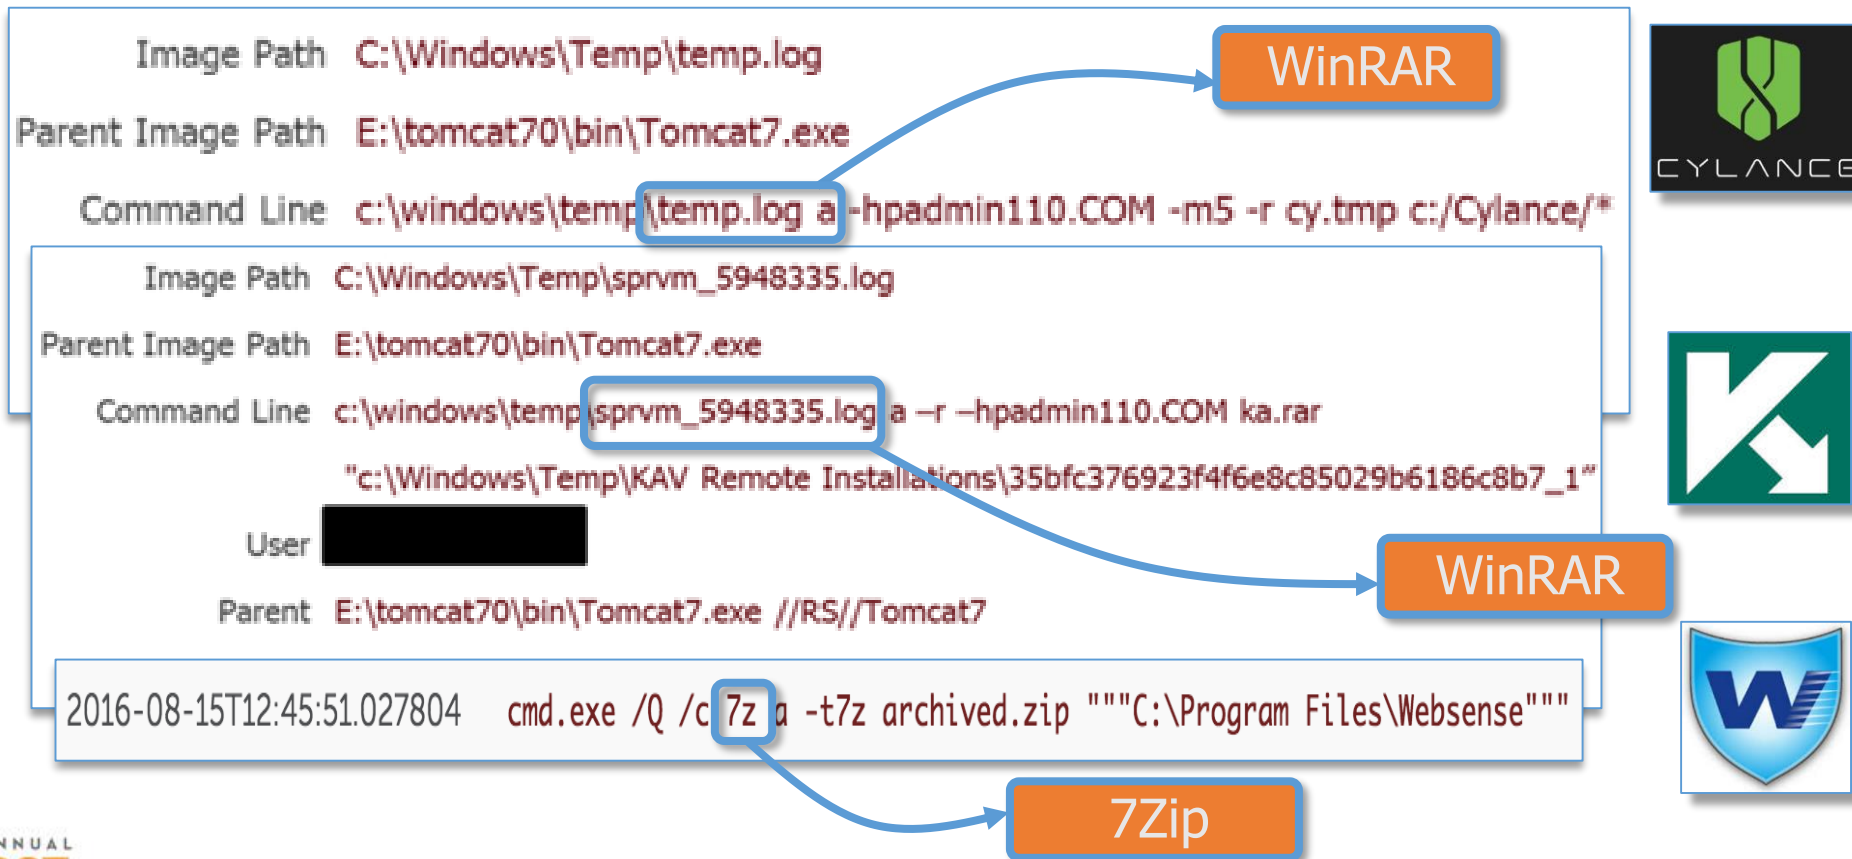 Image Path C:\Windows\Temp\temp.log
WinRAR
Parent Image Path E:\tomcat70\bin\Tomcat7.exe
CYLANCE
Command Line c:\windows\temp\temp.log a -hpadmin110.COM -m5 -r cy.tmp c:/Cylance/*
Image Path C:\Windows\Temp\sprvm_5948335.log
Parent Image Path E:\tomcat70\bin\Tomcat7.exe
Command Line c:\windows\temp\sprvm_5948335.log a –r –hpadmin110.COM ka.rar
"c:\Windows\Temp\KAV Remote Installations\35bfc376923f4f6e8c85029b6186c8b7_1”
User
WinRAR
Parent E:\tomcat70\bin\Tomcat7.exe //RS//Tomcat7
W
2016-08-15T12:45:51.027804 cmd.exe /Q /c 7z a -t7z archived.zip """C:\Program Files\Websense"""
7Zip